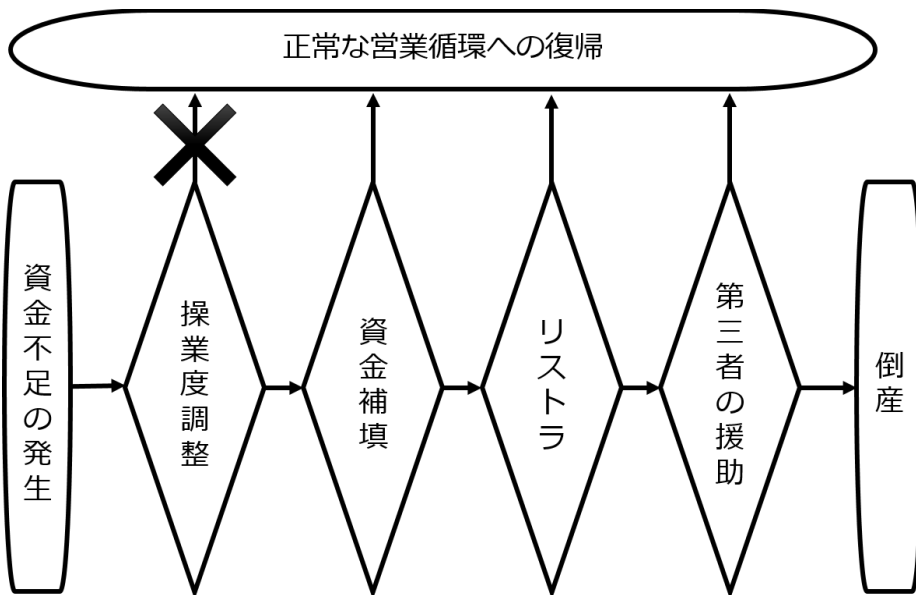 正常な営業循環への復帰
資金不足の発生
操業度調整
資金補填
リストラ
第三者の援助
倒産